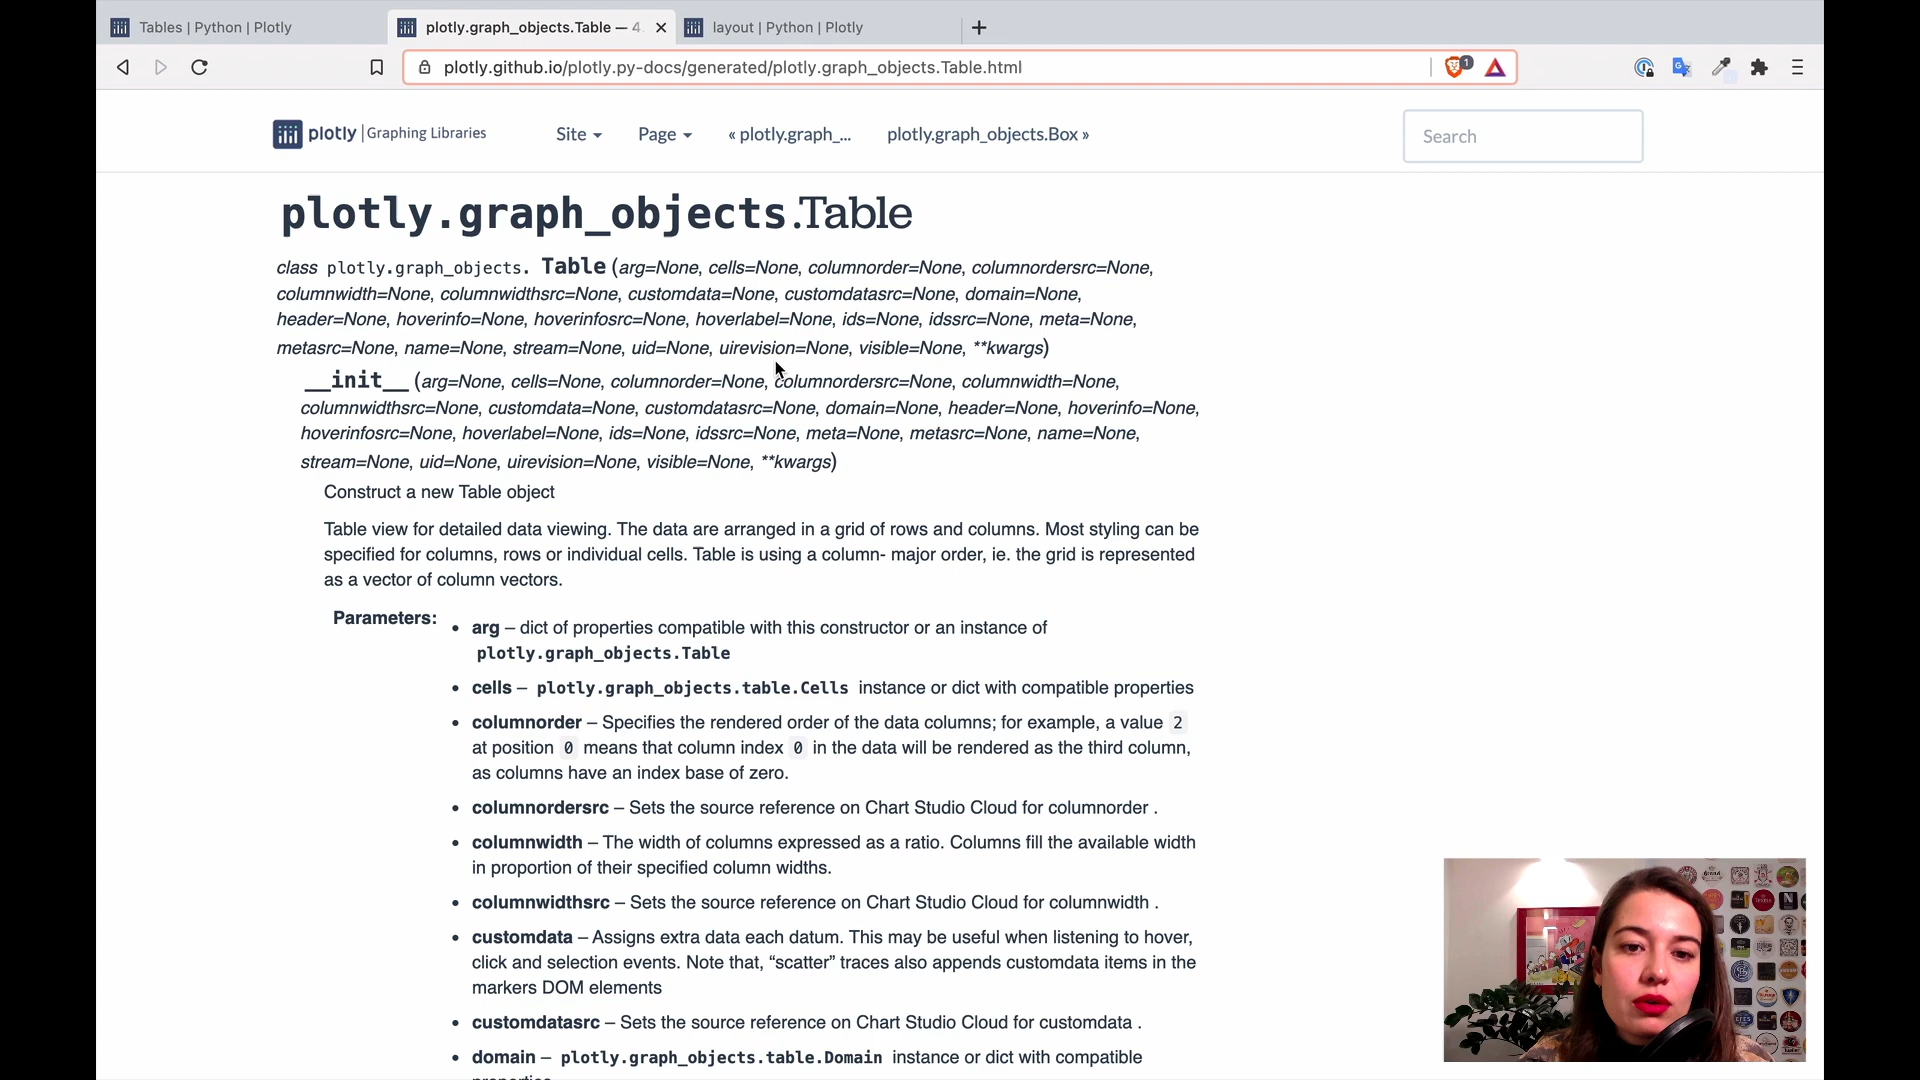 Tables | Python | Plotly
plotly.graph_objects.Table — 4
layout | Python | Plotly
plotly.github.io/plotly.py-docs/generated/plotly.graph_objects.Table.html
1
plotly | Graphing Libraries
Site
Page
« plotly.graph_...
plotly.graph_objects.Box »
Search
plotly.graph_objects.Table
class plotly.graph_objects. Table (arg=None, cells=None, columnorder=None, columnordersrc=None,
columnwidth=None, columnwidthsrc=None, customdata=None, customdatasrc=None, domain=None,
header=None, hoverinfo=None, hoverinfosrc=None, hoverlabel=None, ids=None, idssrc=None, meta=None,
metasrc=None, name=None, stream=None, uid=None, uirevision=None, visible=None, **kwargs)
__init__ (arg=None, cells=None, columnorder=None, columnordersrc=None, columnwidth=None,
columnwidthsrc=None, customdata=None, customdatasrc=None, domain=None, header=None, hoverinfo=None,
hoverinfosrc=None, hoverlabel=None, ids=None, idssrc=None, meta=None, metasrc=None, name=None,
stream=None, uid=None, uirevision=None, visible=None, **kwargs)
Construct a new Table object
Table view for detailed data viewing. The data are arranged in a grid of rows and columns. Most styling can be
specified for columns, rows or individual cells. Table is using a column- major order, ie. the grid is represented
as a vector of column vectors.
Parameters:
• arg – dict of properties compatible with this constructor or an instance of
plotly.graph_objects.Table
• cells – plotly.graph_objects.table.Cells instance or dict with compatible properties
• columnorder – Specifies the rendered order of the data columns; for example, a value 2
at position 0 means that column index 0 in the data will be rendered as the third column,
as columns have an index base of zero.
• columnordersrc – Sets the source reference on Chart Studio Cloud for columnorder .
• columnwidth – The width of columns expressed as a ratio. Columns fill the available width
in proportion of their specified column widths.
• columnwidthsrc – Sets the source reference on Chart Studio Cloud for columnwidth .
• customdata – Assigns extra data each datum. This may be useful when listening to hover,
click and selection events. Note that, “scatter” traces also appends customdata items in the
markers DOM elements
• customdatasrc – Sets the source reference on Chart Studio Cloud for customdata .
• domain – plotly.graph_objects.table.Domain instance or dict with compatible